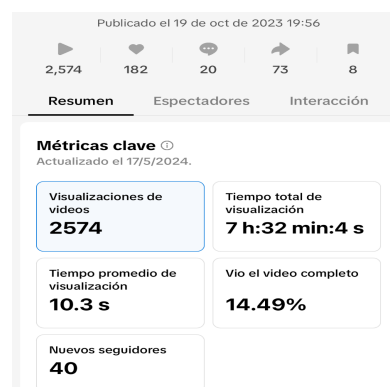 Publicado el 19 de oct de 2023 19:56
2,574 182 20 73 8
Resumen Espectadores Interacción
Métricas clave
Actualizado el 17/5/2024.
Visualizaciones de
videos
2574
Tiempo total de
visualización
7 h:32 min:4 s
Tiempo promedio de
visualización
10.3 s
Vio el video completo
14.49%
Nuevos seguidores
40